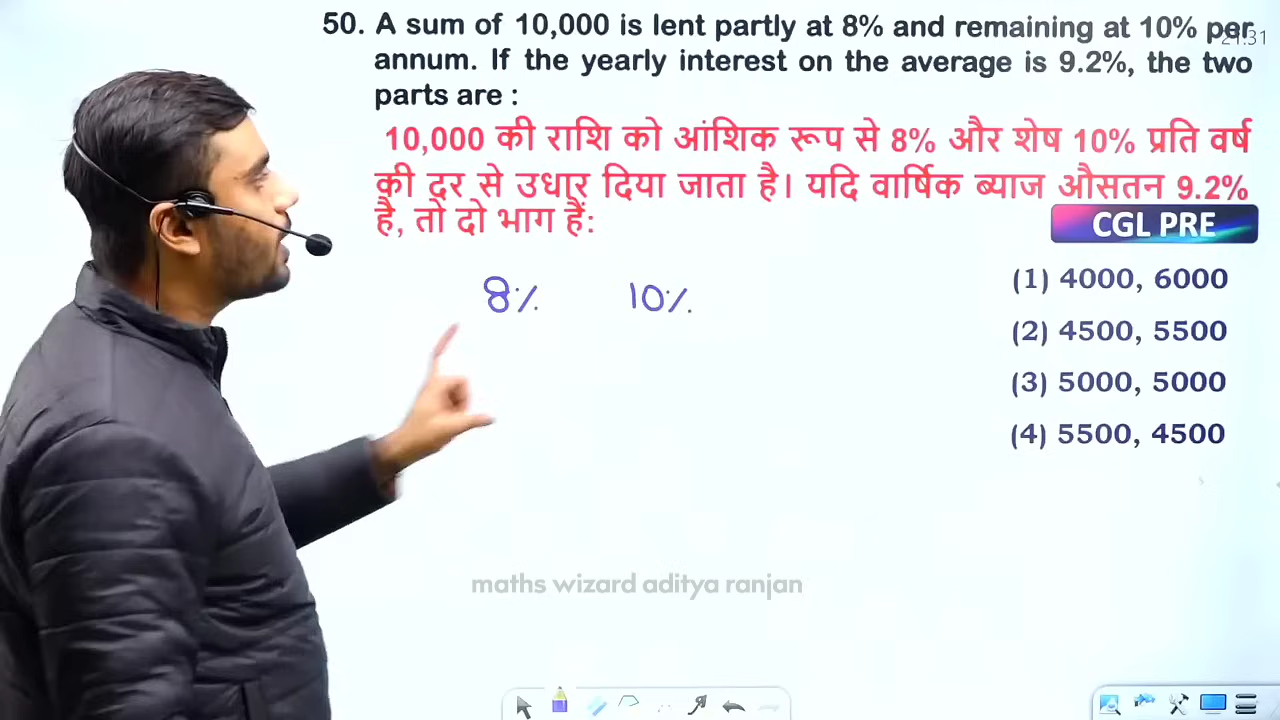 50. A sum of 10,000 is lent partly at 8% and remaining at 10% per
annum. If the yearly interest on the average is 9.2%, the two
parts are :
10,000 की राशि को आंशिक रूप से 8% और शेष 10% प्रति वर्ष
की दर से उधार दिया जाता है। यदि वार्षिक ब्याज औसतन 9.2%
है, तो दो भाग हैं:
CGL PRE
8% 10%
(1) 4000, 6000
(2) 4500, 5500
(3) 5000, 5000
(4) 5500, 4500
maths wizard aditya ranjan